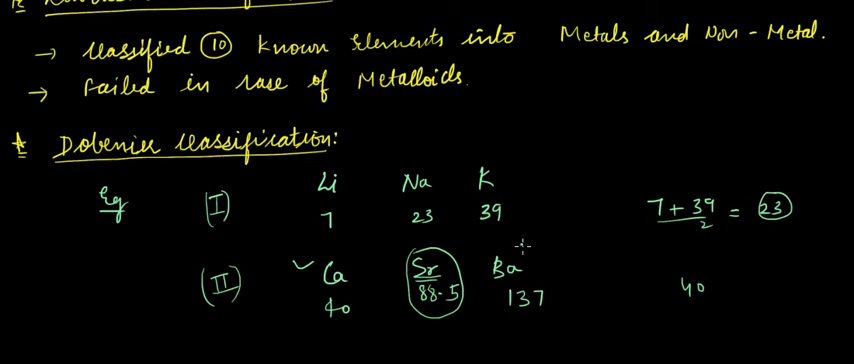 → classified 10 known elements into Metals and Non-Metal.
→ Failed in case of Metalloids.
* Dobenier classification:
Eg (I) Li Na K
7 23 39 7 + 39 / 2 = 23
(II) ✓ Ca Sr Ba
40 88.5 137 40